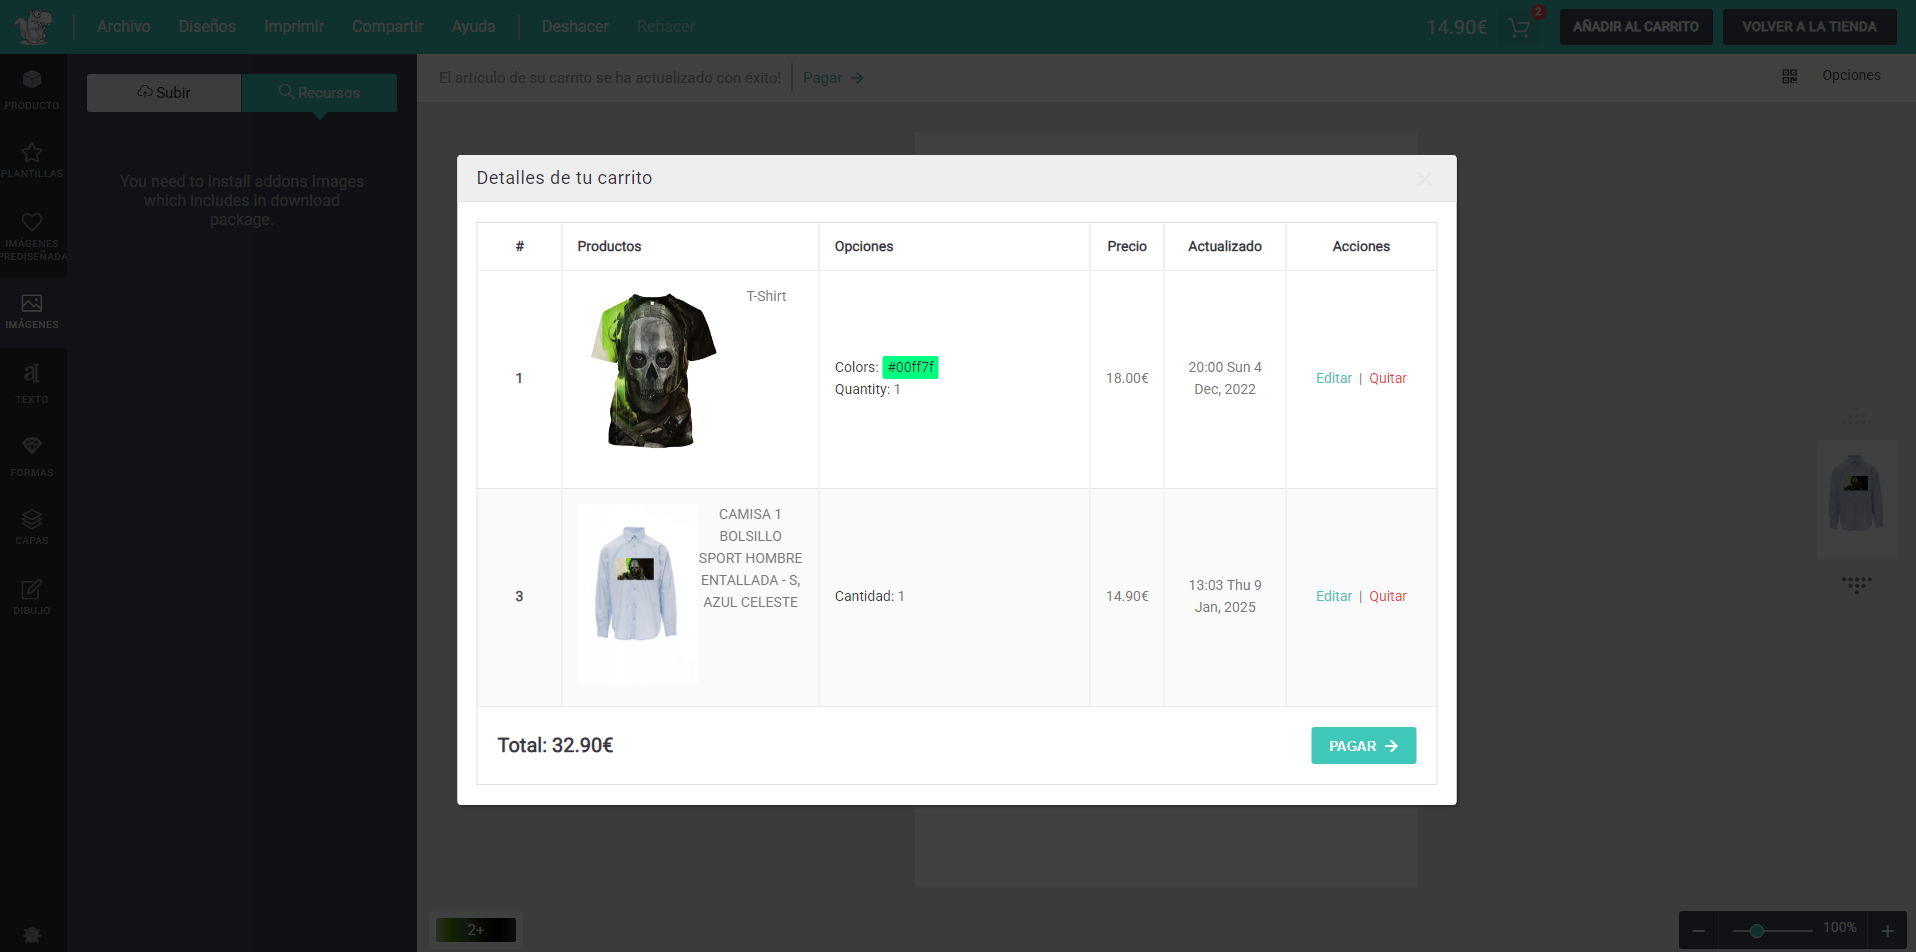 Archivo Diseños Imprimir Compartir Ayuda Deshacer Rehacer 14.90€ 2 AÑADIR AL CARRITO VOLVER A LA TIENDA
PRODUCTO
PLANTILLAS
IMÁGENES
PREDISEÑADA
IMÁGENES
TEXTO
FORMAS
CAPAS
DIBUJO
Subir Recursos
You need to install addons Images
which includes in download
package.
El artículo de su carrito se ha actualizado con éxito! Pagar
Opciones
Detalles de tu carrito
# Productos Opciones Precio Actualizado Acciones
1
T-Shirt
Colors: #00ff7f
Quantity: 1
18.00€
20:00 Sun 4
Dec, 2022
Editar | Quitar
3
CAMISA 1
BOLSILLO
SPORT HOMBRE
ENTALLADA - S,
AZUL CELESTE
Cantidad: 1
14.90€
13:03 Thu 9
Jan, 2025
Editar | Quitar
Total: 32.90€
PAGAR
2+
100%